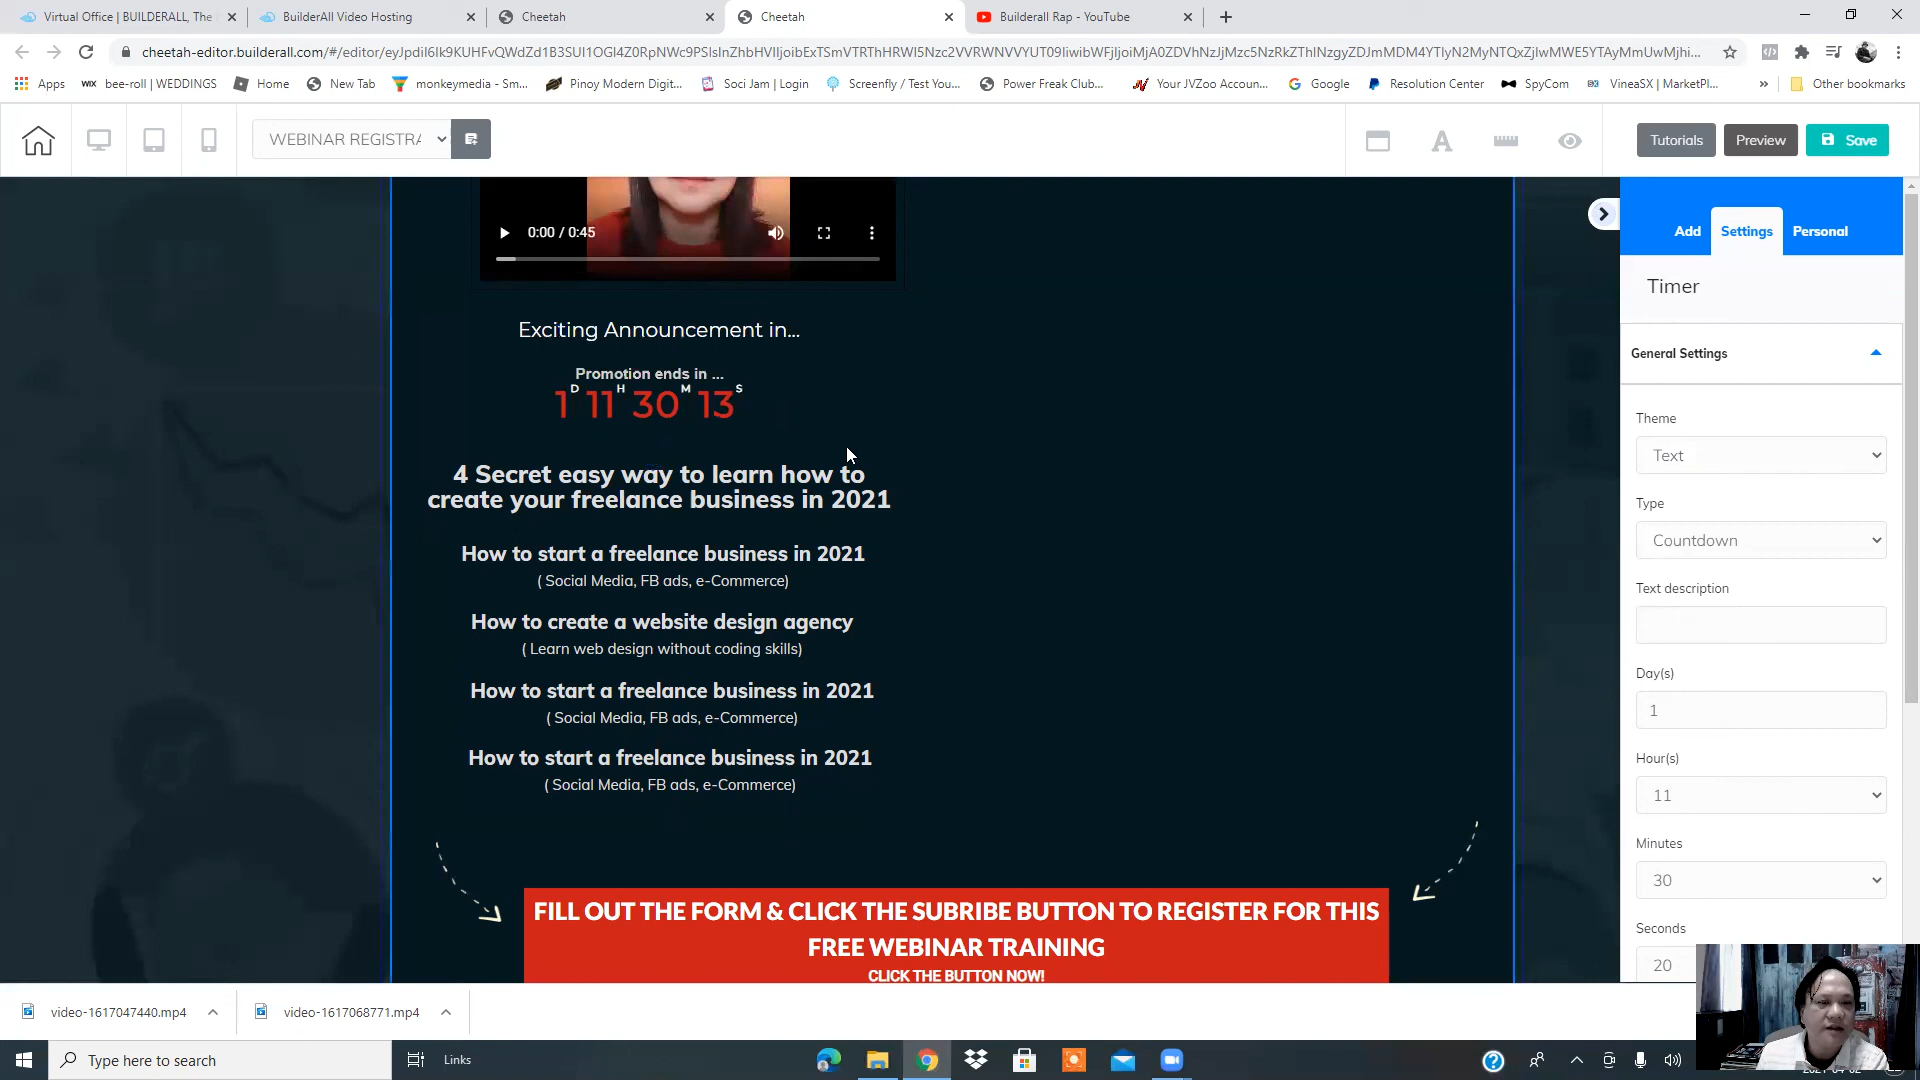 Virtual Office | BUILDERALL, The
BuilderAll Video Hosting
Cheetah
Cheetah
Builderall Rap - YouTube
Apps
WIX bee-roll | WEDDINGS
Home
New Tab
monkeymedia - Sm...
Pinoy Modern Digit...
Soci Jam | Login
Screenfly / Test You...
Power Freak Club...
Your JVZoo Accoun...
Google
Resolution Center
SpyCom
VineaSX | MarketPl...
Other bookmarks
WEBINAR REGISTRA
Tutorials
Preview
Save
0:00 / 0:45
Add
Settings
Personal
Timer
General Settings
Theme
Text
Type
Countdown
Text description
Day(s)
1
Hour(s)
11
Minutes
30
Seconds
20
Exciting Announcement in...
Promotion ends in ...
1 D 11 H 30 M 13 S
4 Secret easy way to learn how to
create your freelance business in 2021
How to start a freelance business in 2021
( Social Media, FB ads, e-Commerce)
How to create a website design agency
( Learn web design without coding skills)
How to start a freelance business in 2021
( Social Media, FB ads, e-Commerce)
How to start a freelance business in 2021
( Social Media, FB ads, e-Commerce)
FILL OUT THE FORM & CLICK THE SUBRIBE BUTTON TO REGISTER FOR THIS
FREE WEBINAR TRAINING
CLICK THE BUTTON NOW!
video-1617047440.mp4
video-1617068771.mp4
Type here to search
Links